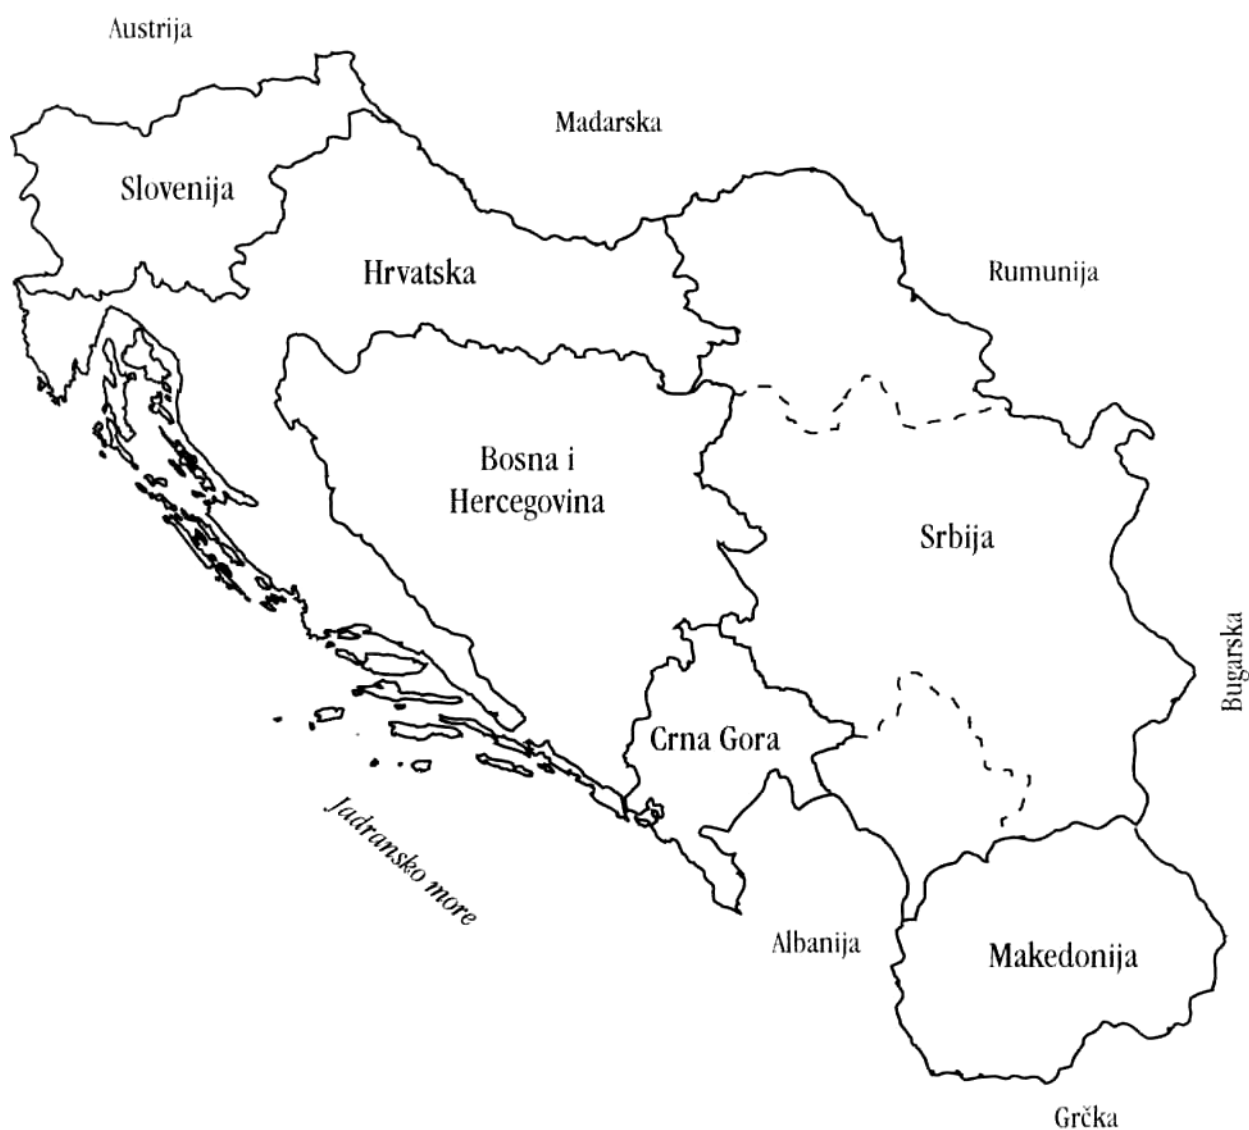 Austrija
Madarska
Slovenija
Hrvatska
Rumunija
Bosna i
Hercegovina
Srbija
Bugarska
Crna Gora
Jadransko more
Albanija
Makedonija
Grčka